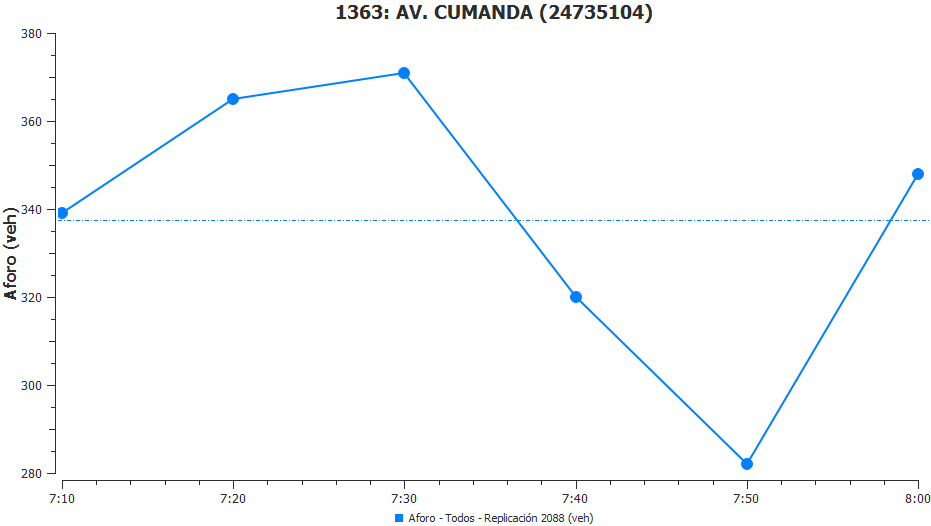 1363: AV. CUMANDA (24735104)
Aforo (veh)
380
360
340
320
300
280
7:10 7:20 7:30 7:40 7:50 8:00
Aforo - Todos - Replicación 2088 (veh)